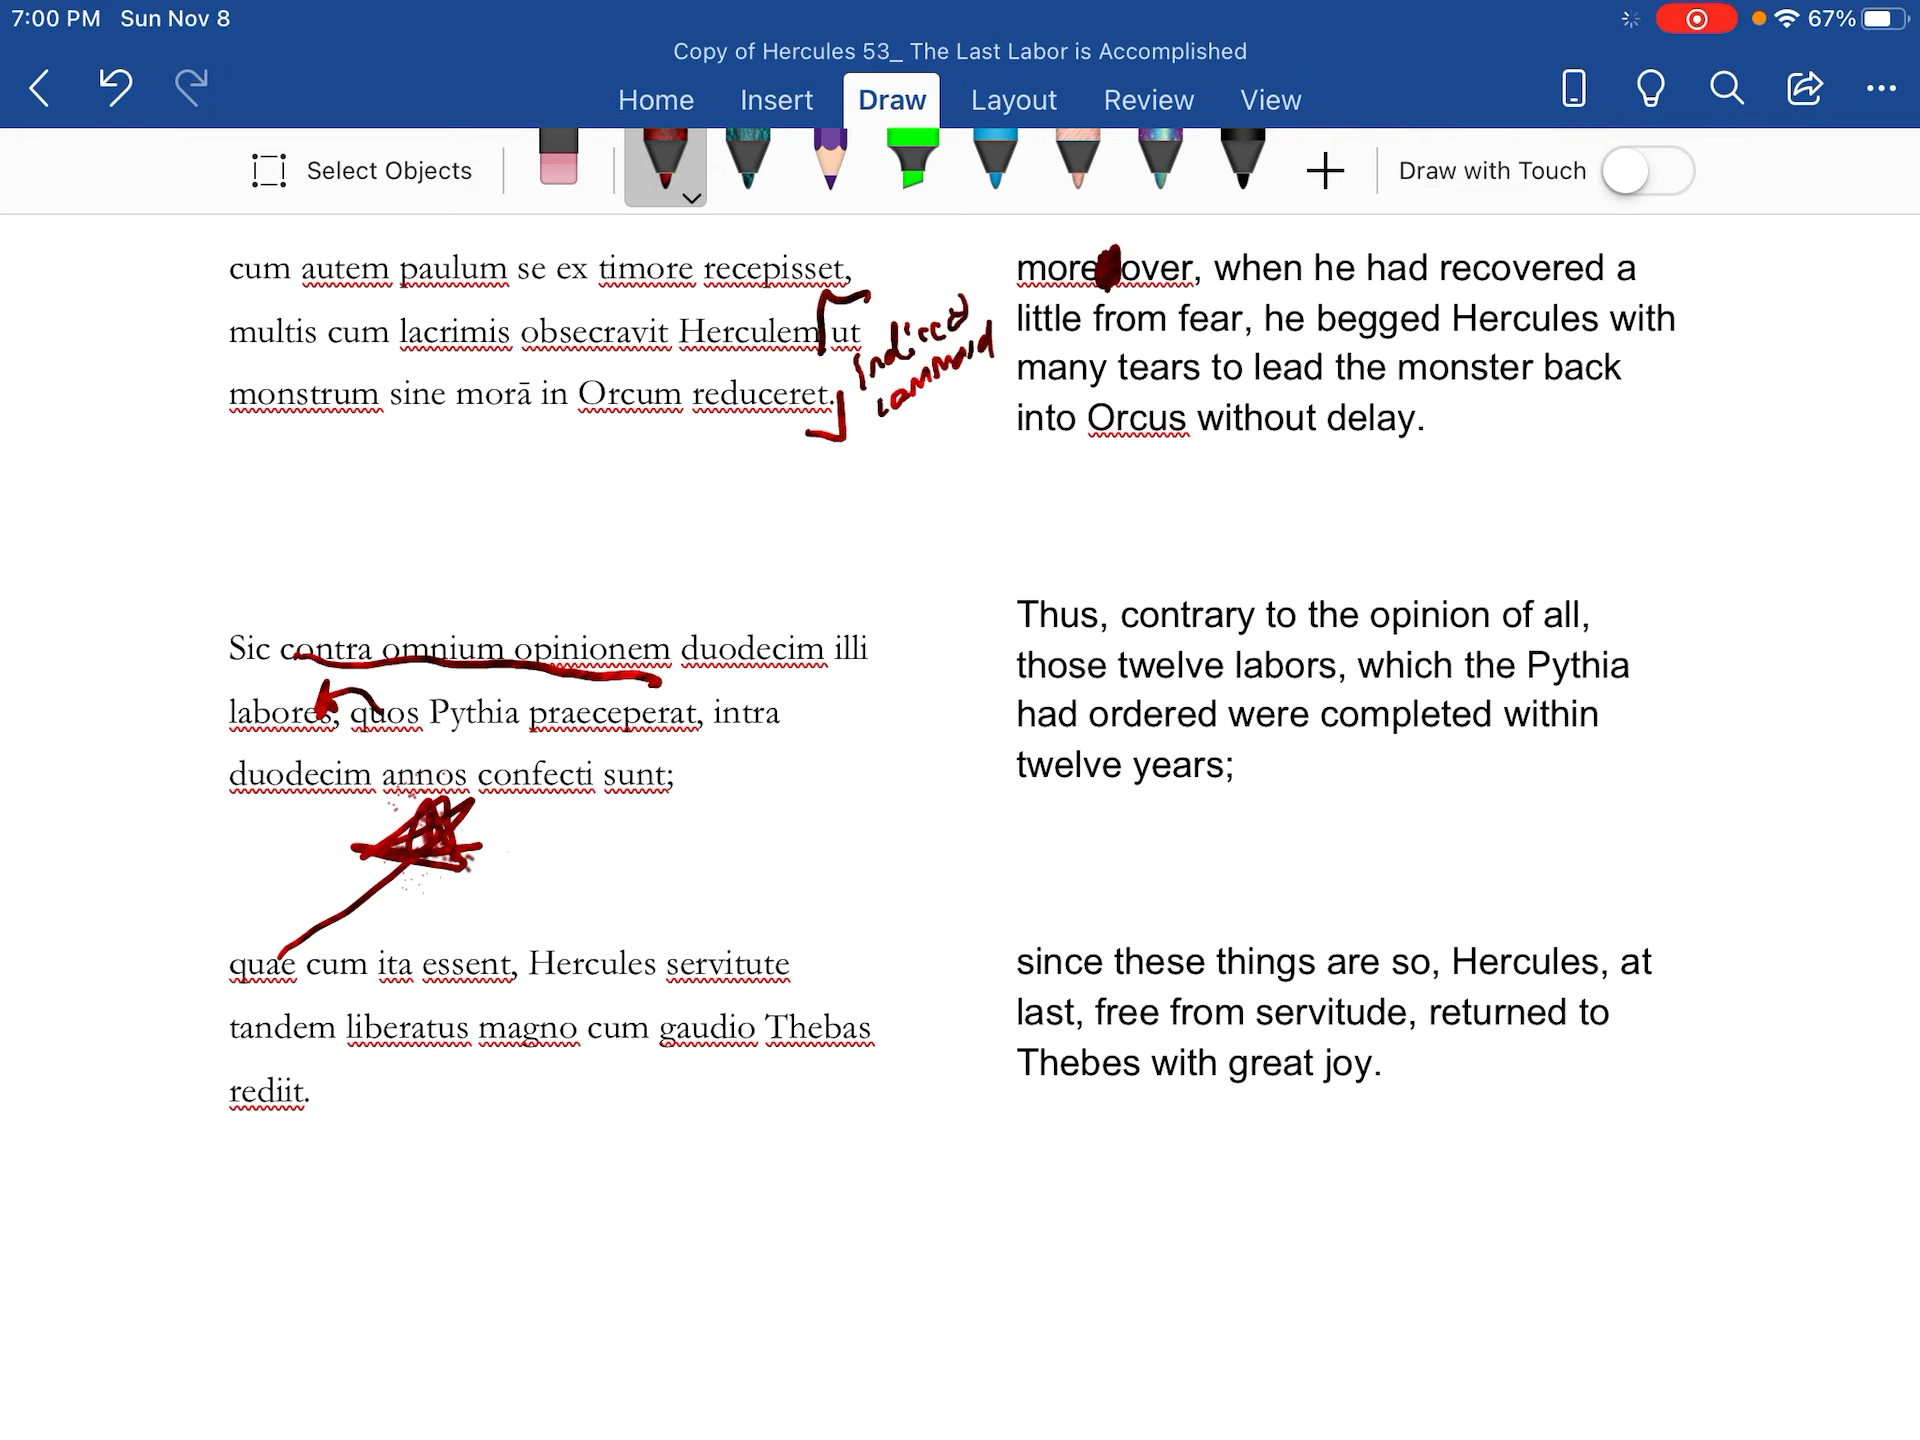 7:00 PM Sun Nov 8
67%
Copy of Hercules 53_ The Last Labor is Accomplished
Home Insert Draw Layout Review View
Select Objects
Draw with Touch
cum autem paulum se ex timore recepisset,
multis cum lacrimis obsecravit Herculem ut
monstrum sine morā in Orcum reduceret.
indirect
command
more over, when he had recovered a
little from fear, he begged Hercules with
many tears to lead the monster back
into Orcus without delay.
Sic contra omnium opinionem duodecim illi
labores, quos Pythia praeceperat, intra
duodecim annos confecti sunt;
Thus, contrary to the opinion of all,
those twelve labors, which the Pythia
had ordered were completed within
twelve years;
quae cum ita essent, Hercules servitute
tandem liberatus magno cum gaudio Thebas
rediit.
since these things are so, Hercules, at
last, free from servitude, returned to
Thebes with great joy.